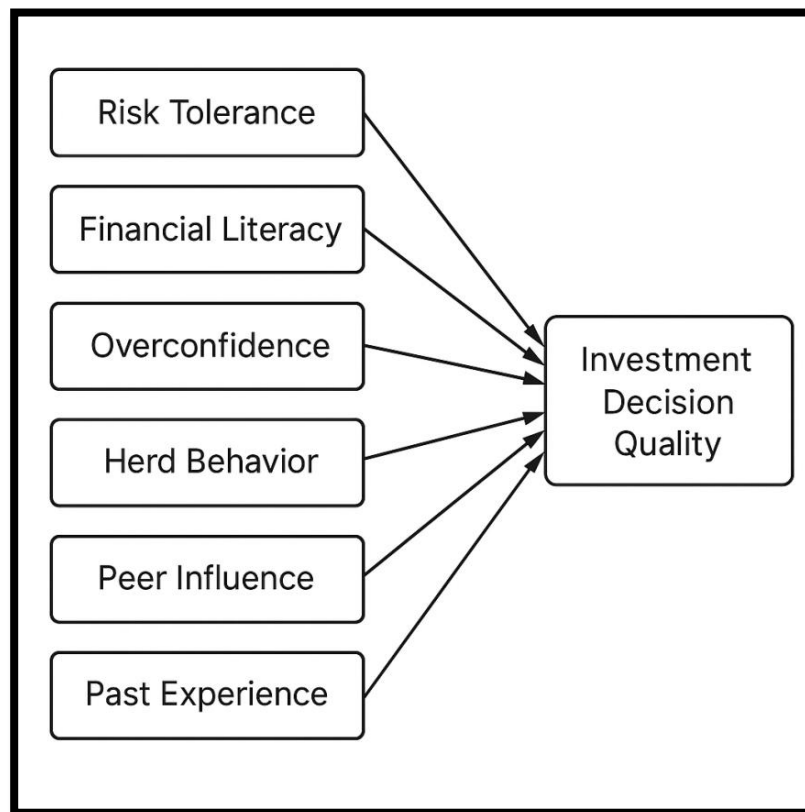 Risk Tolerance
Financial Literacy
Overconfidence
Herd Behavior
Peer Influence
Past Experience
Investment
Decision
Quality